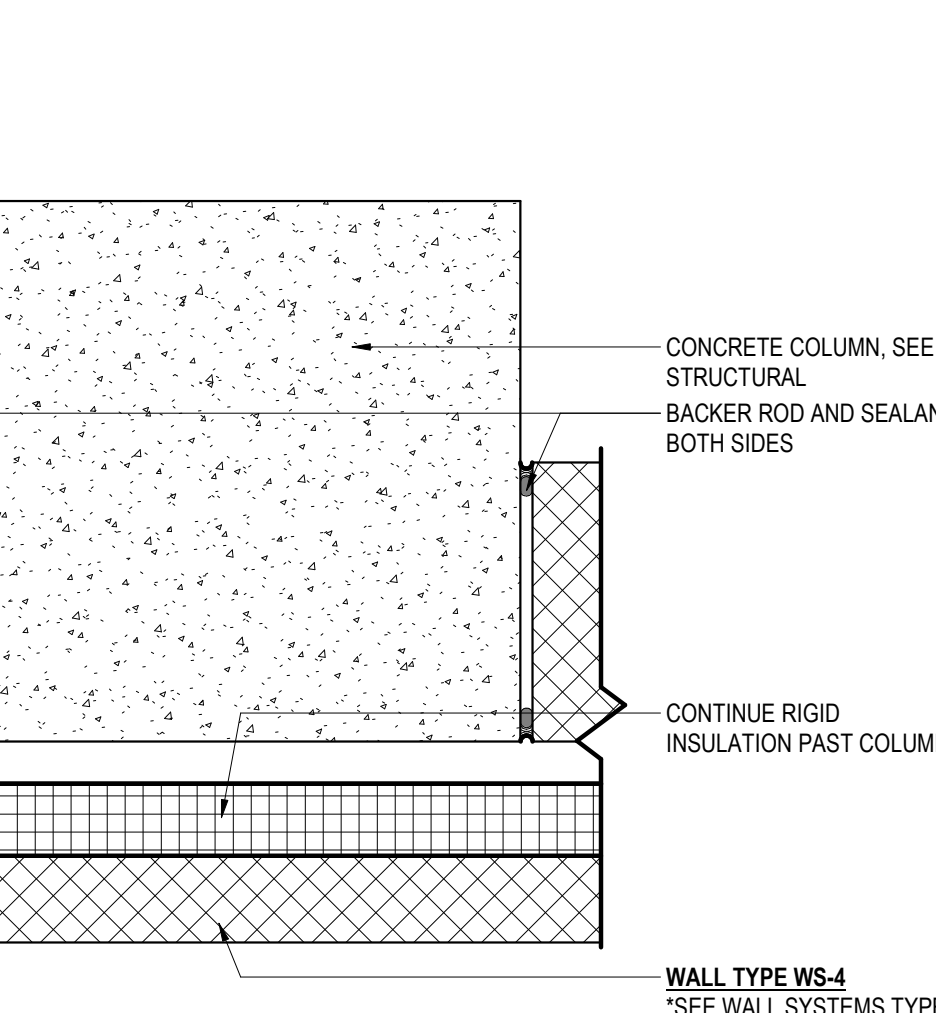 CONCRETE COLUMN, SEE
STRUCTURAL
BACKER ROD AND SEALAN
BOTH SIDES
CONTINUE RIGID
INSULATION PAST COLUM
WALL TYPE WS-4
*SEE WALL SYSTEMS TYPE